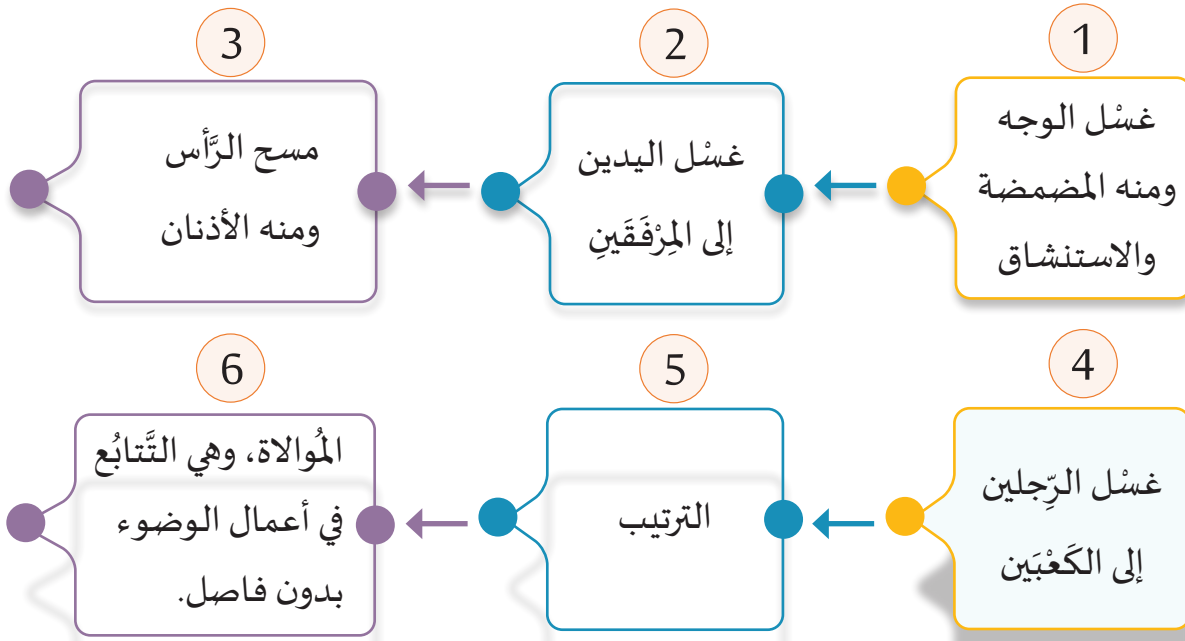 1
غسْل الوجه
ومنه المضمضة
والاستنشاق
2
غسْل اليدين
إلى المِرْفَقَينِ
3
مسح الرَّأس
ومنه الأذنان
4
غسْل الرِّجلين
إلى الكَعْبَين
5
الترتيب
6
المُوالاة، وهي التَّتابُع
في أعمال الوضوء
بدون فاصل.